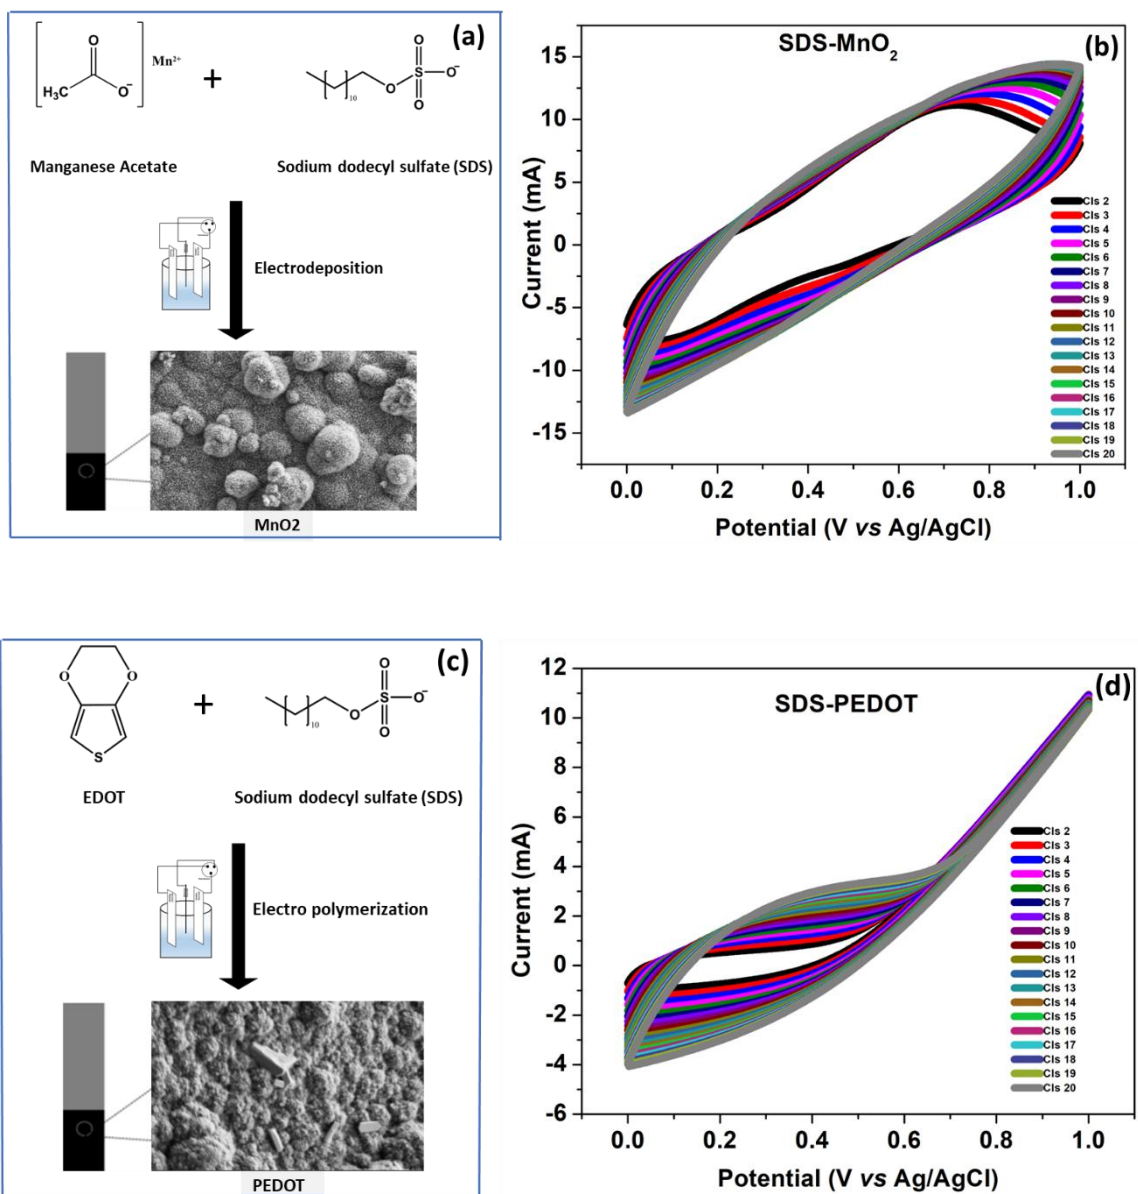 (a)
O
Mn²⁺
H₃C
O⁻
+
10
O
S
O
O
O⁻
Manganese Acetate
Sodium dodecyl sulfate (SDS)
Electrodeposition
MnO2
SDS-MnO₂
(b)
Current (mA)
15
10
5
0
-5
-10
-15
Cls 2
Cls 3
Cls 4
Cls 5
Cls 6
Cls 7
Cls 8
Cls 9
Cls 10
Cls 11
Cls 12
Cls 13
Cls 14
Cls 15
Cls 16
Cls 17
Cls 18
Cls 19
Cls 20
0.0 0.2 0.4 0.6 0.8 1.0
Potential (V vs Ag/AgCl)
(c)
O
O
S
+
10
O
S
O
O
O⁻
EDOT
Sodium dodecyl sulfate (SDS)
Electro polymerization
PEDOT
SDS-PEDOT
(d)
Current (mA)
12
10
8
6
4
2
0
-2
-4
-6
Cls 2
Cls 3
Cls 4
Cls 5
Cls 6
Cls 7
Cls 8
Cls 9
Cls 10
Cls 11
Cls 12
Cls 13
Cls 14
Cls 15
Cls 16
Cls 17
Cls 18
Cls 19
Cls 20
0.0 0.2 0.4 0.6 0.8 1.0
Potential (V vs Ag/AgCl)